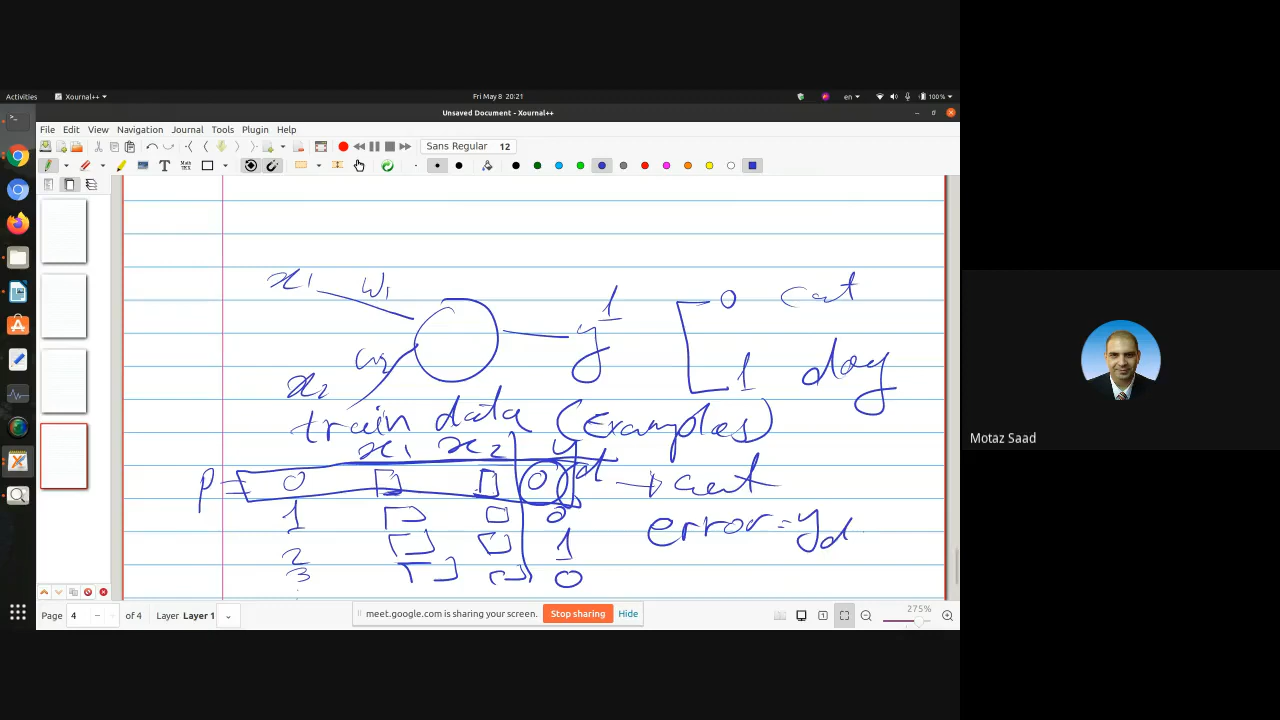 Activities Xournal++ Fri May 8 20:21 en 100%
Unsaved Document - Xournal++
File Edit View Navigation Journal Tools Plugin Help
Sans Regular 12
x1 w1
1
y
0 cat
1 dog
w2
x2
train data (Examples)
x1 x2 y
d
P = 0 0 → cat
1 0
error = yd
2 1
3 0
Motaz Saad
Page 4 of 4 Layer Layer 1
meet.google.com is sharing your screen. Stop sharing Hide
275%